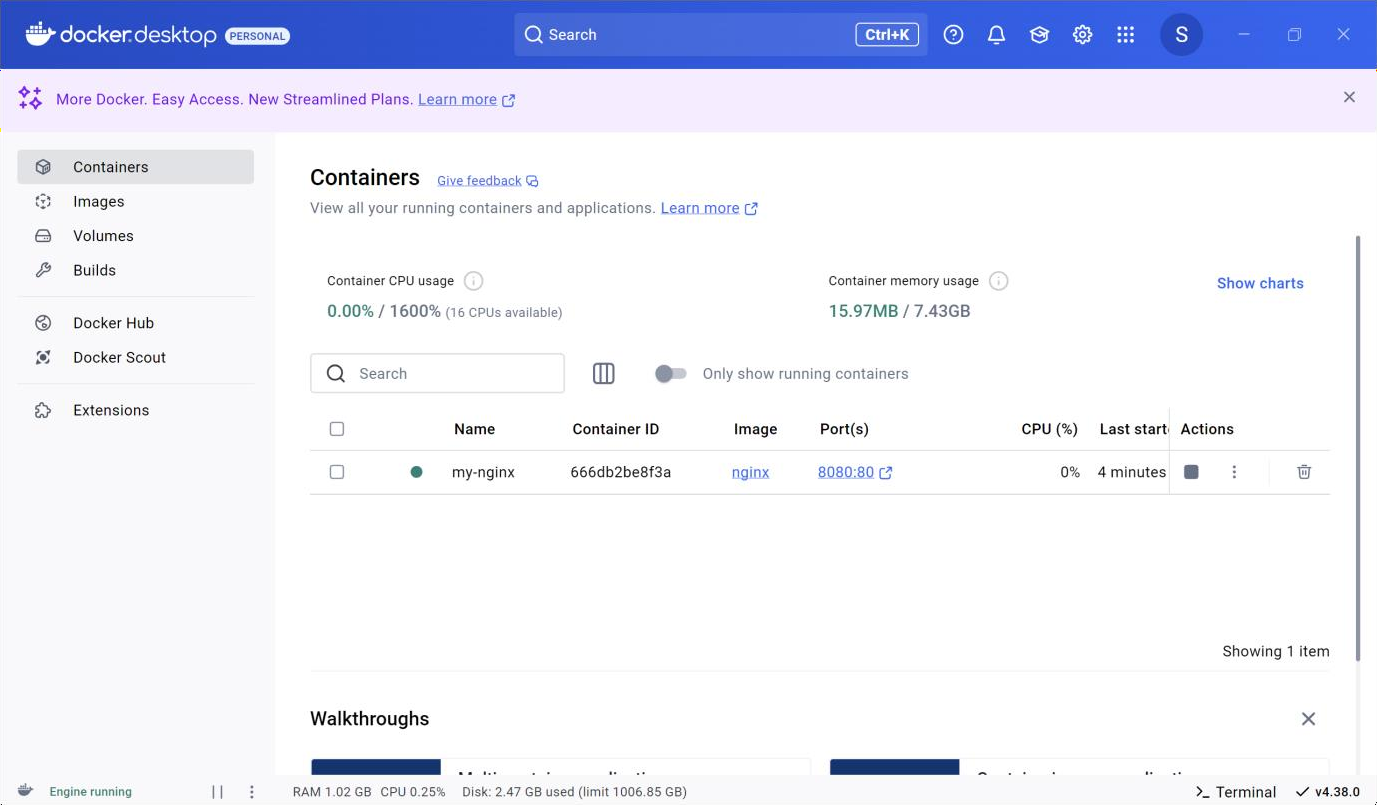 docker.desktop PERSONAL Search Ctrl+K S
More Docker. Easy Access. New Streamlined Plans. Learn more
Containers
Images
Volumes
Builds
Docker Hub
Docker Scout
Extensions
Containers Give feedback
View all your running containers and applications. Learn more
Container CPU usage
0.00% / 1600% (16 CPUs available)
Container memory usage
15.97MB / 7.43GB
Show charts
Search Only show running containers
Name Container ID Image Port(s) CPU (%) Last start Actions
my-nginx 666db2be8f3a nginx 8080:80 0% 4 minutes
Showing 1 item
Walkthroughs
Engine running RAM 1.02 GB CPU 0.25% Disk: 2.47 GB used (limit 1006.85 GB) Terminal v4.38.0